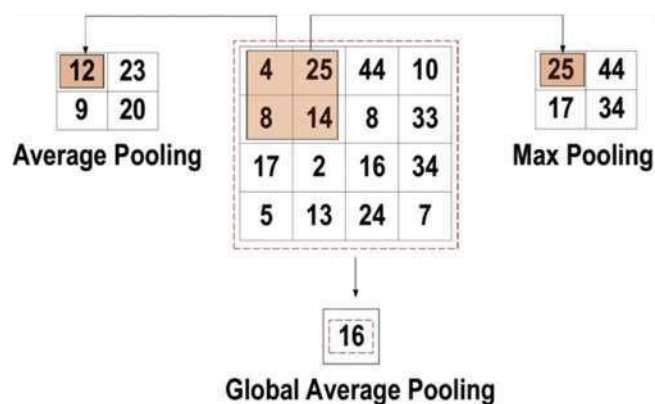 12 23
9 20
Average Pooling
4 25 44 10
8 14 8 33
17 2 16 34
5 13 24 7
25 44
17 34
Max Pooling
16
Global Average Pooling